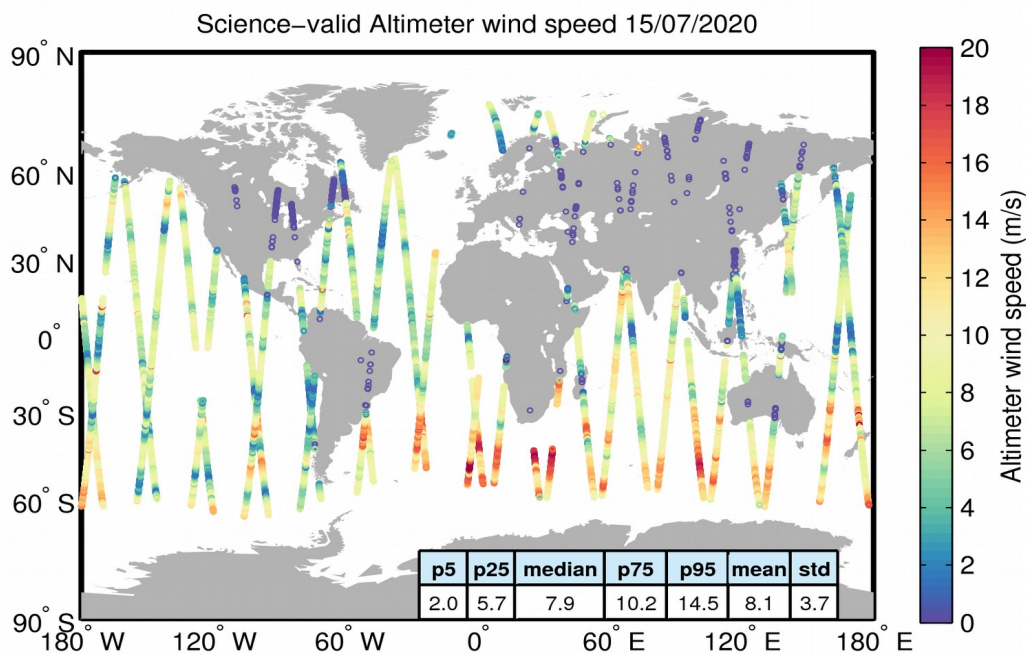 Science−valid Altimeter wind speed 15/07/2020
90° N
60° N
30° N
0°
30° S
60° S
90° S
180° W
120° W
60° W
0°
60° E
120° E
180° E
p5 p25 median p75 p95 mean std
2.0 5.7 7.9 10.2 14.5 8.1 3.7
20
18
16
14
12
10
8
6
4
2
0
Altimeter wind speed (m/s)